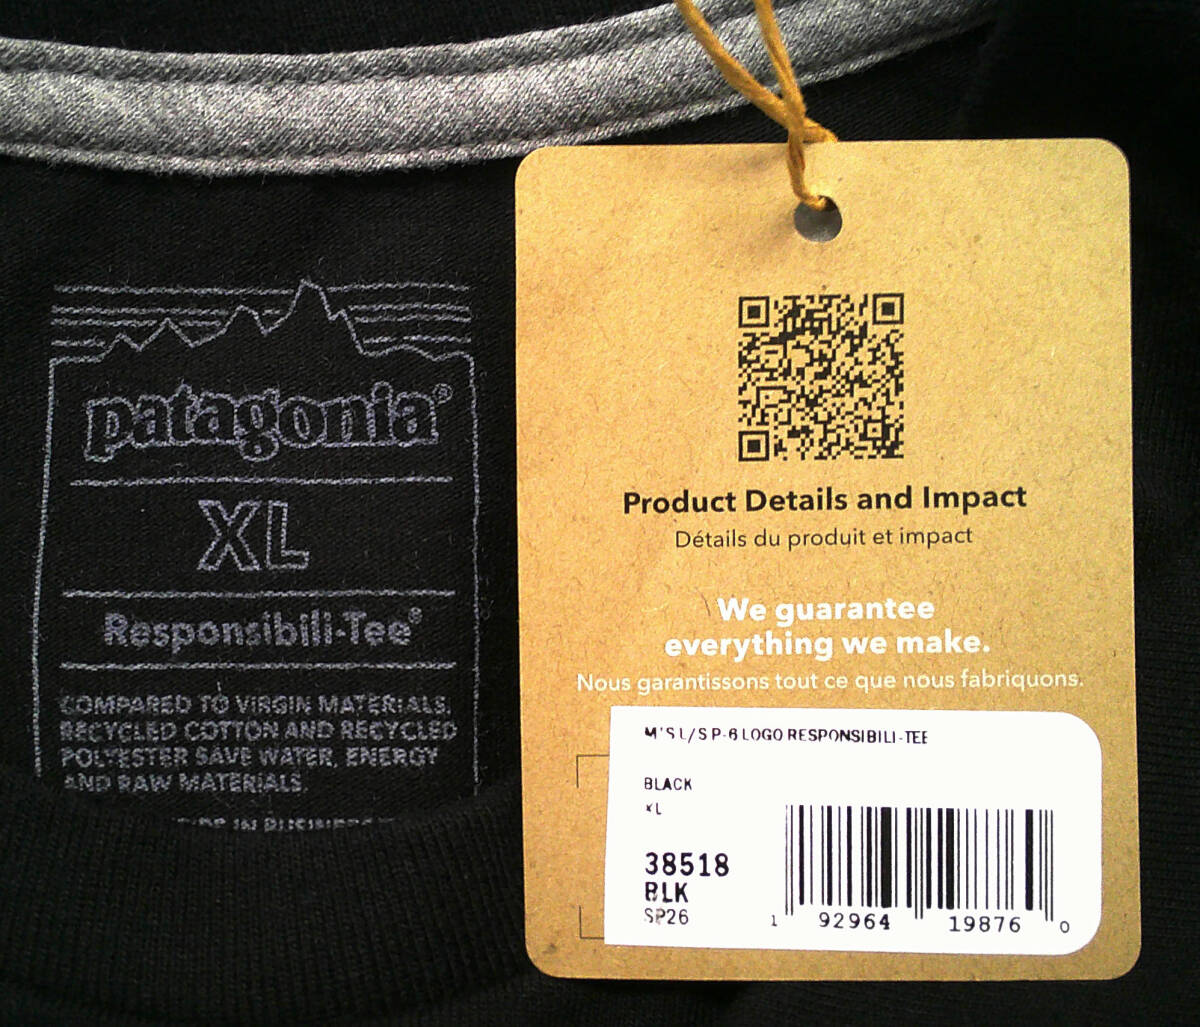 patagonia®
XL
Responsibili-Tee®
COMPARED TO VIRGIN MATERIALS,
RECYCLED COTTON AND RECYCLED
POLYESTER SAVE WATER, ENERGY
AND RAW MATERIALS.
Product Details and Impact
Détails du produit et impact
We guarantee
everything we make.
Nous garantissons tout ce que nous fabriquons.
M'S L/S P-6 LOGO RESPONSIBILI-TEE
BLACK
XL
38518
BLK
SP26
1 92964 19876 0